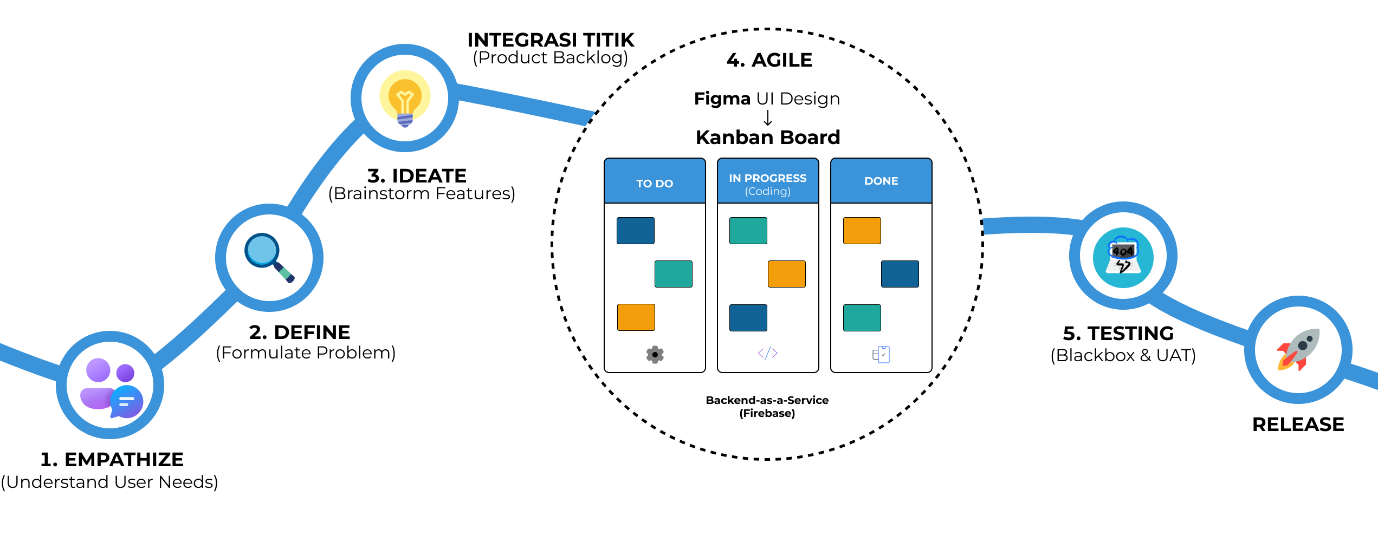 INTEGRASI TITIK
(Product Backlog)
3. IDEATE
(Brainstorm Features)
2. DEFINE
(Formulate Problem)
1. EMPATHIZE
(Understand User Needs)
4. AGILE
Figma UI Design
↓
Kanban Board
TO DO
IN PROGRESS
(Coding)
DONE
</>
Backend-as-a-Service
(Firebase)
404
5. TESTING
(Blackbox & UAT)
RELEASE